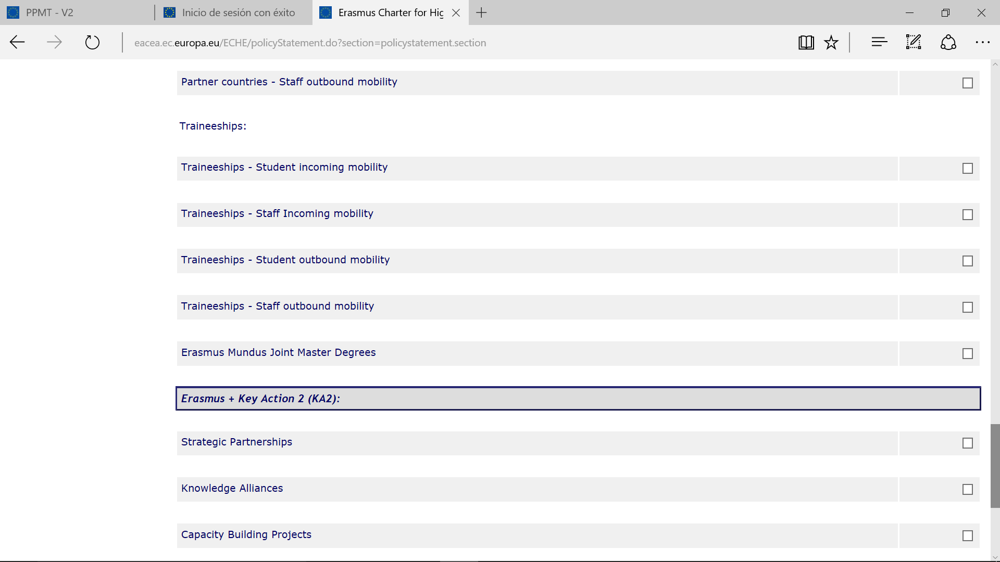 PPMT - V2
Inicio de sesión con éxito
Erasmus Charter for Hig
eacea.ec.europa.eu/ECHE/policyStatement.do?section=policystatement.section
Partner countries - Staff outbound mobility
Traineeships:
Traineeships - Student incoming mobility
Traineeships - Staff Incoming mobility
Traineeships - Student outbound mobility
Traineeships - Staff outbound mobility
Erasmus Mundus Joint Master Degrees
Erasmus + Key Action 2 (KA2):
Strategic Partnerships
Knowledge Alliances
Capacity Building Projects